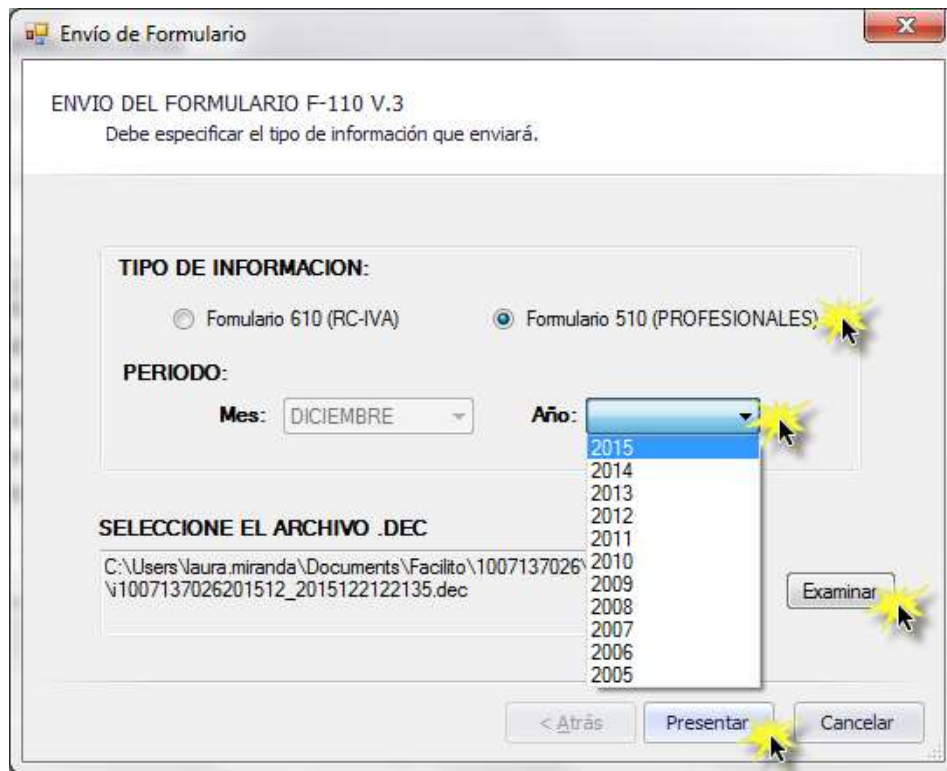 Envío de Formulario
ENVIO DEL FORMULARIO F-110 V.3
Debe especificar el tipo de información que enviará.
TIPO DE INFORMACION:
Fomulario 610 (RC-IVA) Formulario 510 (PROFESIONALES)
PERIODO:
Mes: DICIEMBRE Año:
2015
2014
2013
2012
2011
2010
2009
2008
2007
2006
2005
SELECCIONE EL ARCHIVO .DEC
C:\Users\laura.miranda\Documents\Facilito\1007137026\
\i1007137026201512_2015122122135.dec
Examinar
< Atrás Presentar Cancelar